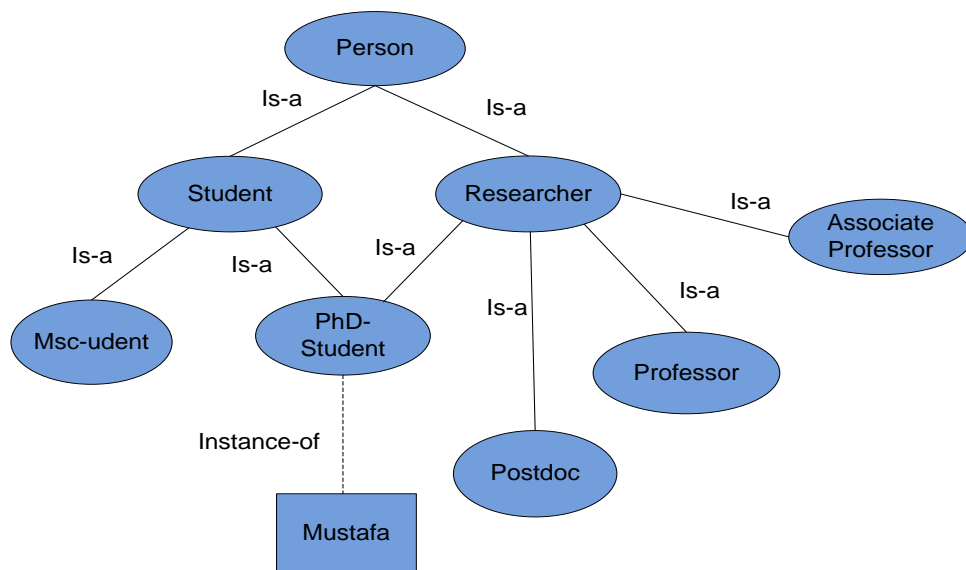 Person
Is-a
Is-a
Student
Researcher
Is-a
Associate
Professor
Is-a
Is-a
Is-a
Is-a
Is-a
Msc-udent
PhD-
Student
Professor
Instance-of
Postdoc
Mustafa